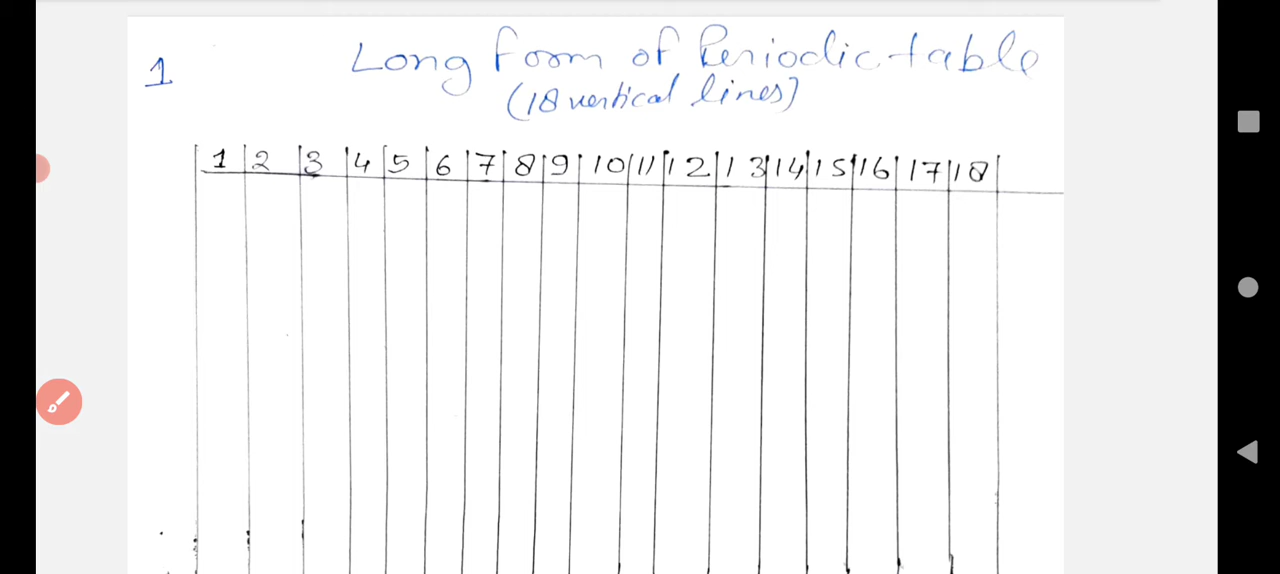 1
Long form of Periodic table
(18 vertical lines)
1 2 3 4 5 6 7 8 9 10 11 12 13 14 15 16 17 18